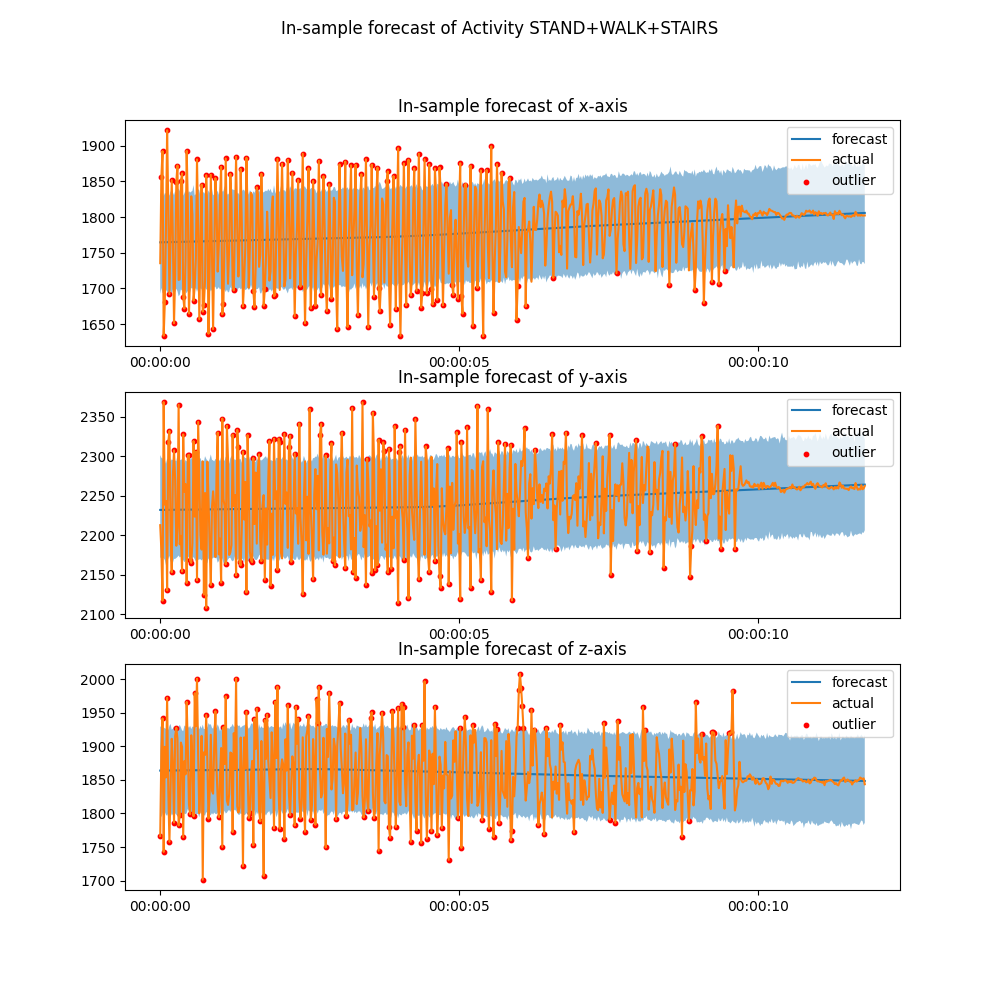 In-sample forecast of Activity STAND+WALK+STAIRS
In-sample forecast of x-axis
1900
1850
1800
1750
1700
1650
forecast
actual
outlier
00:00:00 00:00:05 00:00:10
In-sample forecast of y-axis
2350
2300
2250
2200
2150
2100
forecast
actual
outlier
00:00:00 00:00:05 00:00:10
In-sample forecast of z-axis
2000
1950
1900
1850
1800
1750
1700
forecast
actual
outlier
00:00:00 00:00:05 00:00:10